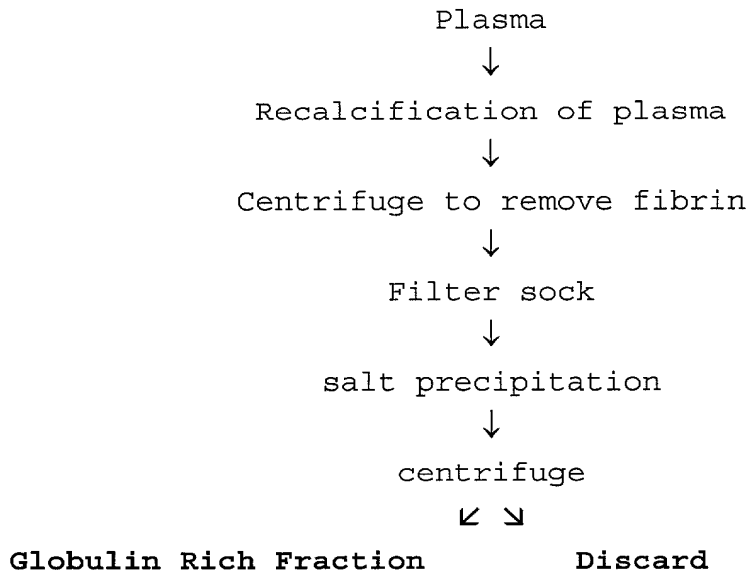 Plasma
↓
Recalcification of plasma
↓
Centrifuge to remove fibrin
↓
Filter sock
↓
salt precipitation
↓
centrifuge
↙ ↘
Globulin Rich Fraction Discard